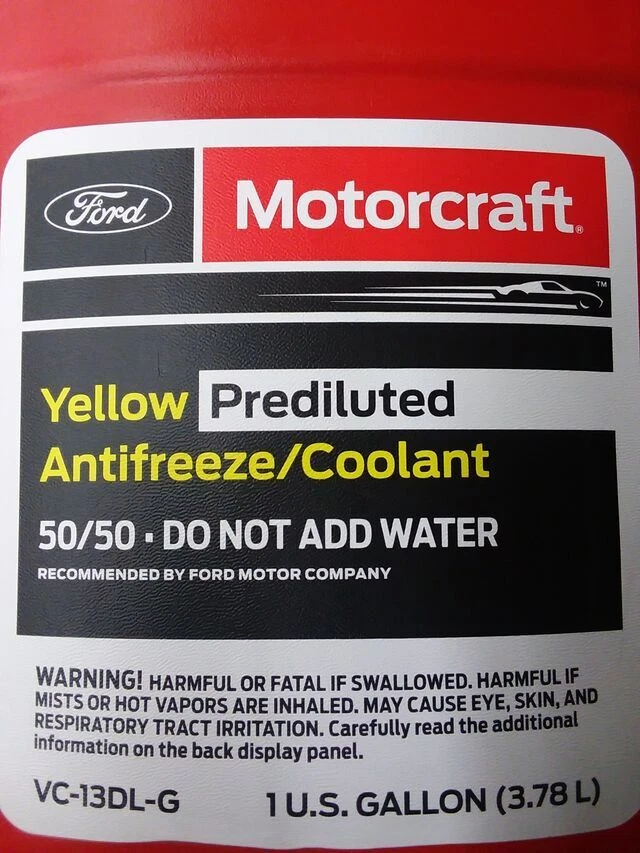 Ford
Motorcraft®
™
Yellow Prediluted
Antifreeze/Coolant
50/50 · DO NOT ADD WATER
RECOMMENDED BY FORD MOTOR COMPANY
WARNING! HARMFUL OR FATAL IF SWALLOWED. HARMFUL IF
MISTS OR HOT VAPORS ARE INHALED. MAY CAUSE EYE, SKIN, AND
RESPIRATORY TRACT IRRITATION. Carefully read the additional
information on the back display panel.
VC-13DL-G 1 U.S. GALLON (3.78 L)